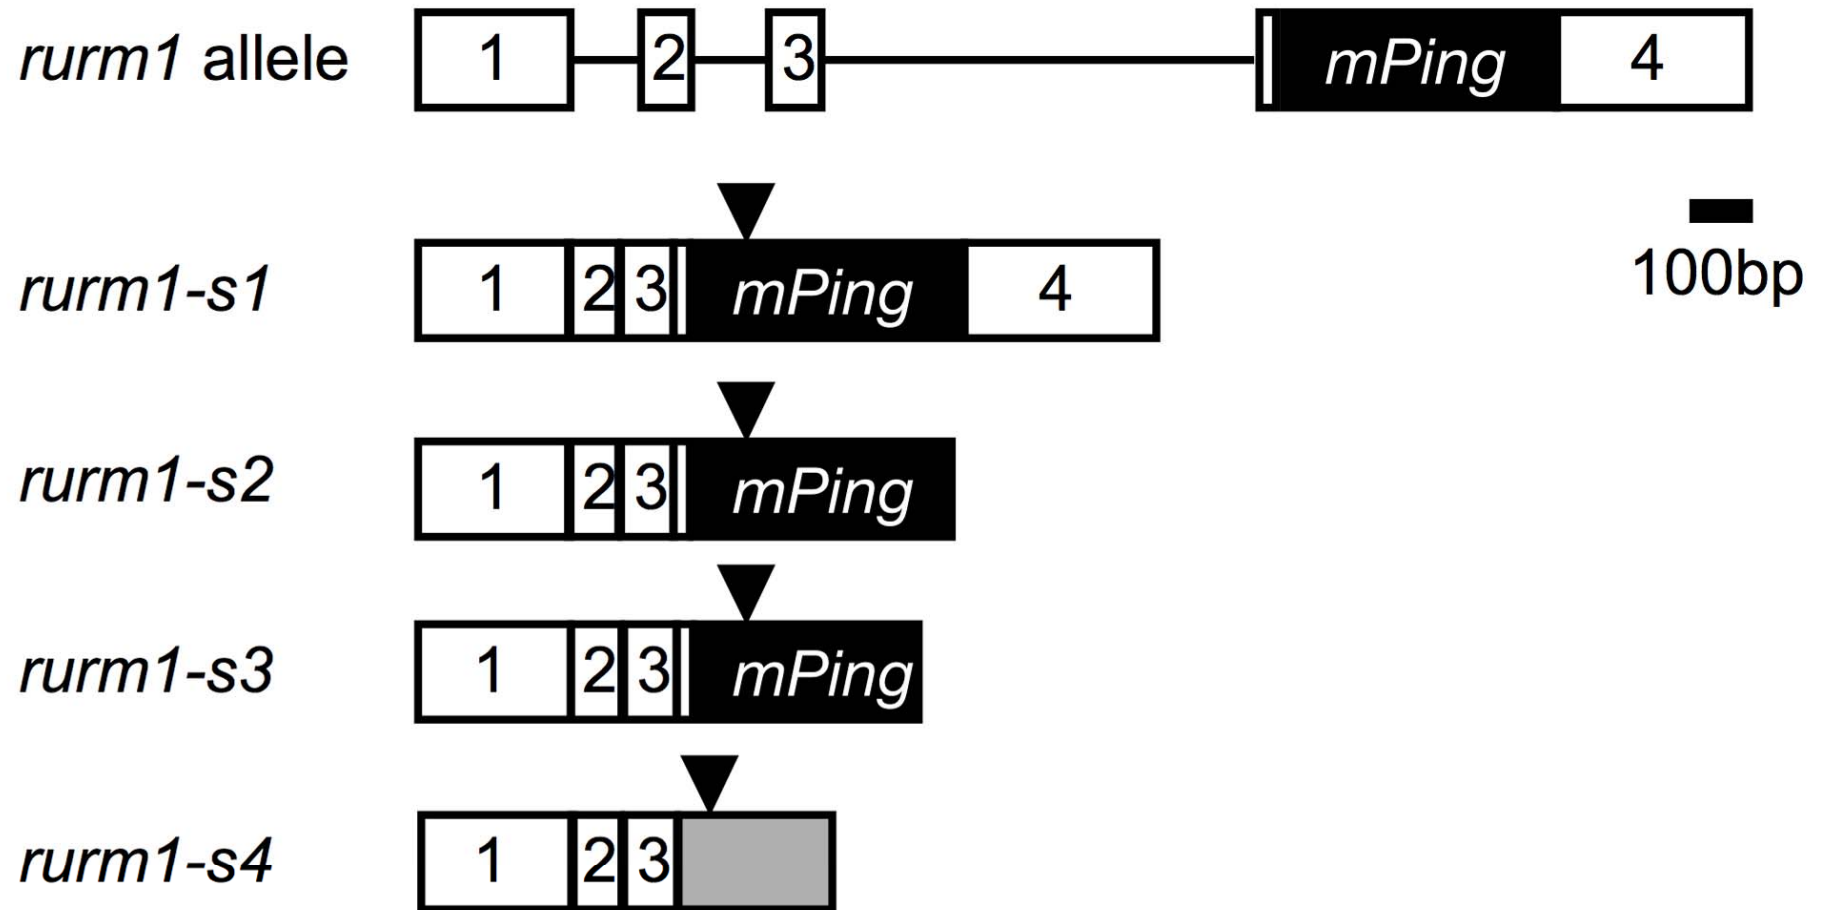 rurm1 allele 1 2 3 mPing 4
100bp
rurm1-s1 1 2 3 mPing 4
rurm1-s2 1 2 3 mPing
rurm1-s3 1 2 3 mPing
rurm1-s4 1 2 3